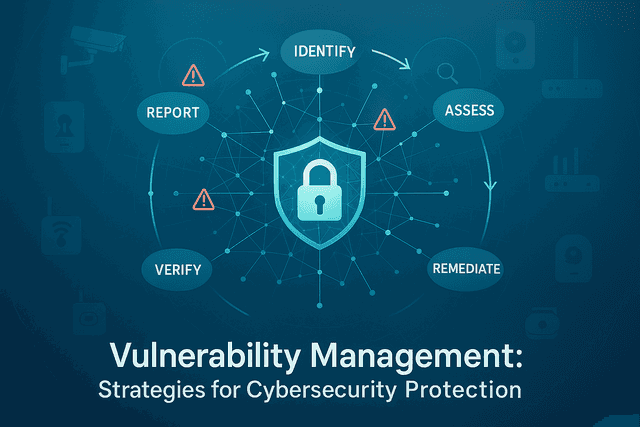 IDENTIFY
REPORT
ASSESS
VERIFY
REMEDIATE
Vulnerability Management:
Strategies for Cybersecurity Protection